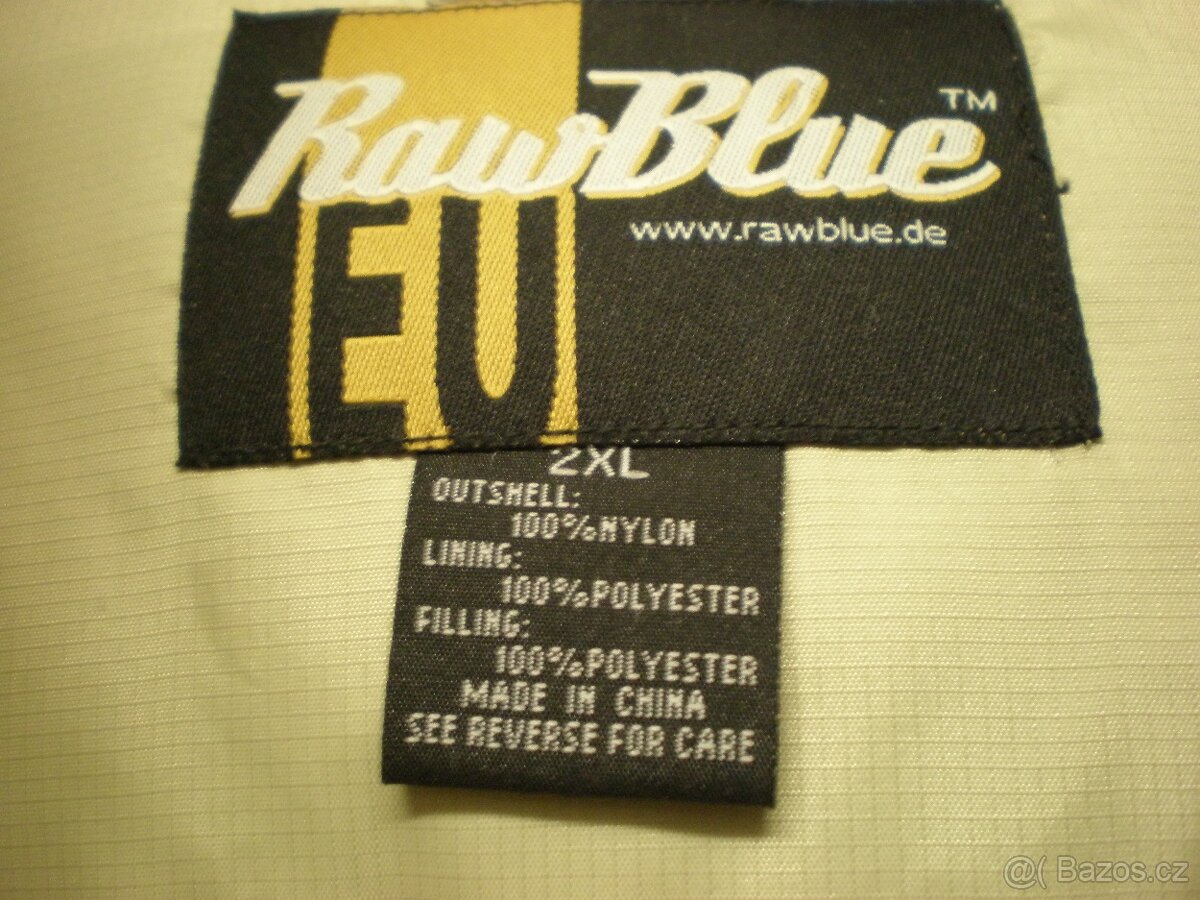 RawBlue™
www.rawblue.de
EU
2XL
OUTSHELL:
100%NYLON
LINING:
100%POLYESTER
FILLING:
100%POLYESTER
MADE IN CHINA
SEE REVERSE FOR CARE
@( Bazos.cz